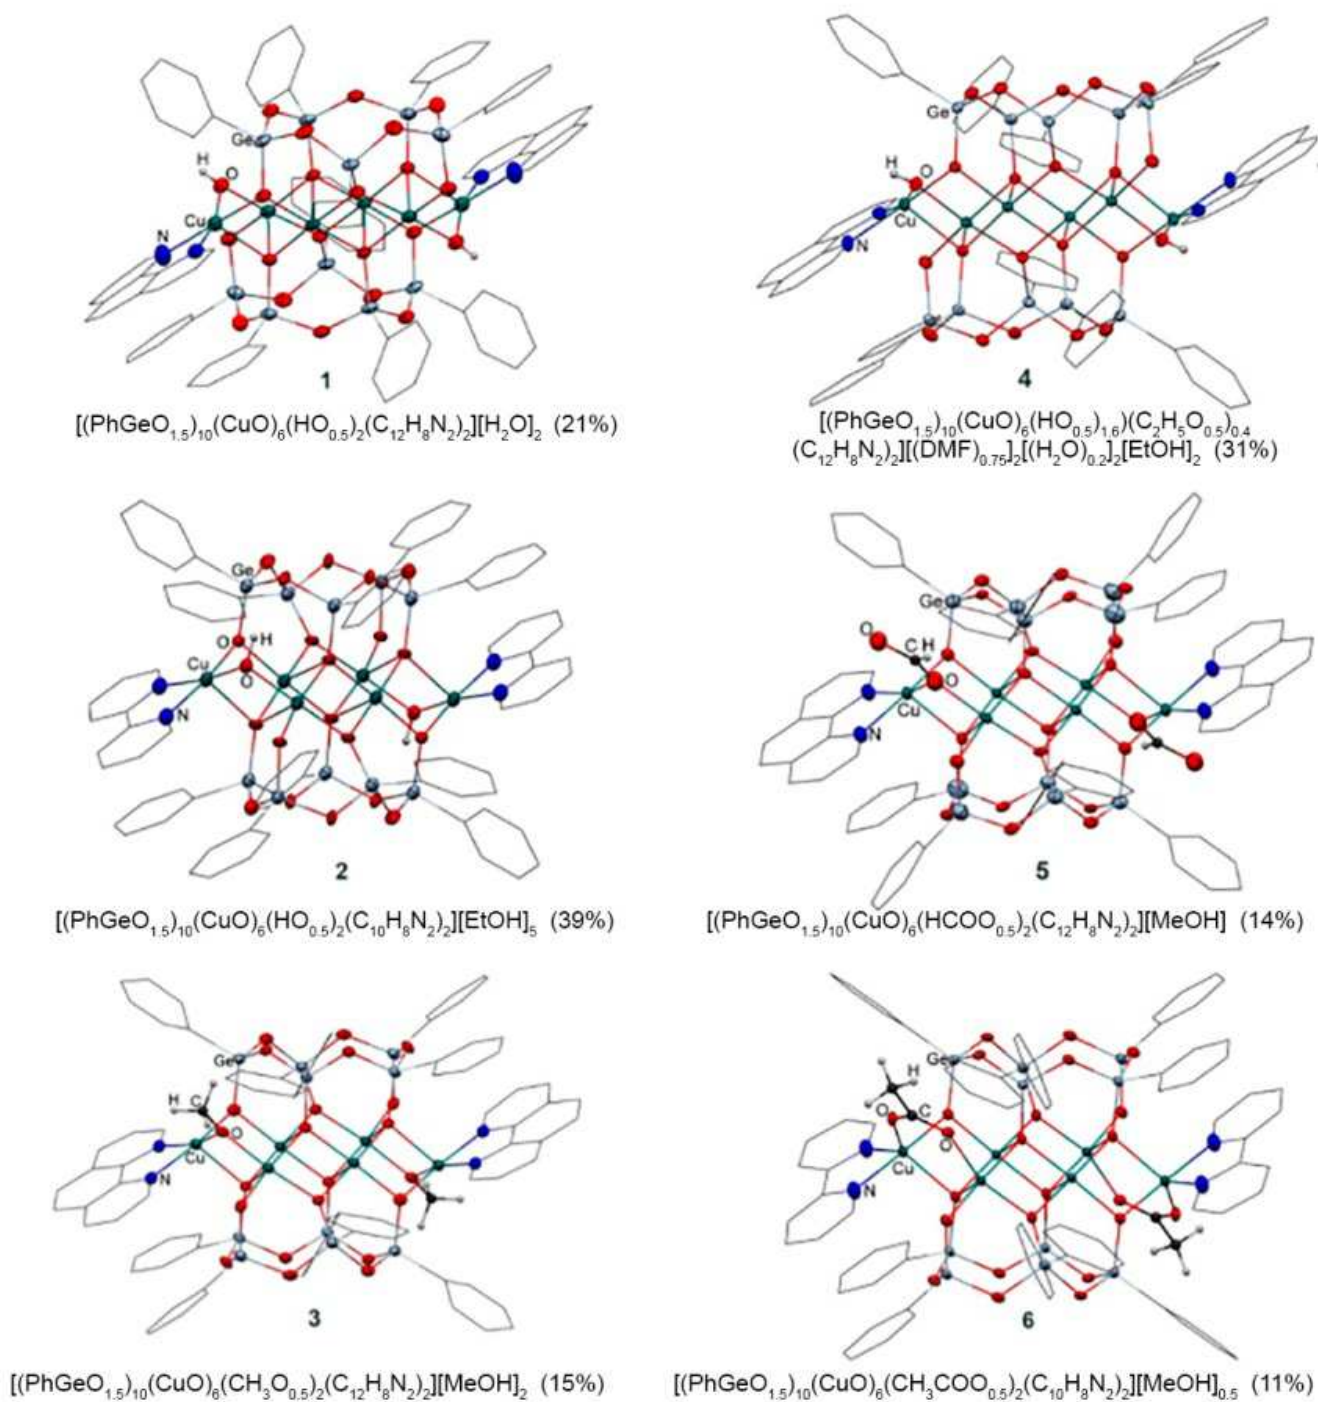 Ge
H
O
Cu
N
1
[(PhGeO₁.₅)₁₀(CuO)₆(HO₀.₅)₂(C₁₂H₈N₂)₂][H₂O]₂ (21%)
Ge
H
O
Cu
N
4
[(PhGeO₁.₅)₁₀(CuO)₆(HO₀.₅)₁.₆)(C₂H₅O₀.₅)₀.₄
(C₁₂H₈N₂)₂][(DMF)₀.₇₅]₂[(H₂O)₀.₂]₂[EtOH]₂ (31%)
Ge
O H
Cu
O
N
2
[(PhGeO₁.₅)₁₀(CuO)₆(HO₀.₅)₂(C₁₀H₈N₂)₂][EtOH]₅ (39%)
Ge
O
C H
O
Cu
N
5
[(PhGeO₁.₅)₁₀(CuO)₆(HCOO₀.₅)₂(C₁₂H₈N₂)₂][MeOH] (14%)
Ge
H C
O
Cu
N
3
[(PhGeO₁.₅)₁₀(CuO)₆(CH₃O₀.₅)₂(C₁₂H₈N₂)₂][MeOH]₂ (15%)
Ge
H
O C
O
Cu
N
6
[(PhGeO₁.₅)₁₀(CuO)₆(CH₃COO₀.₅)₂(C₁₀H₈N₂)₂][MeOH]₀.₅ (11%)